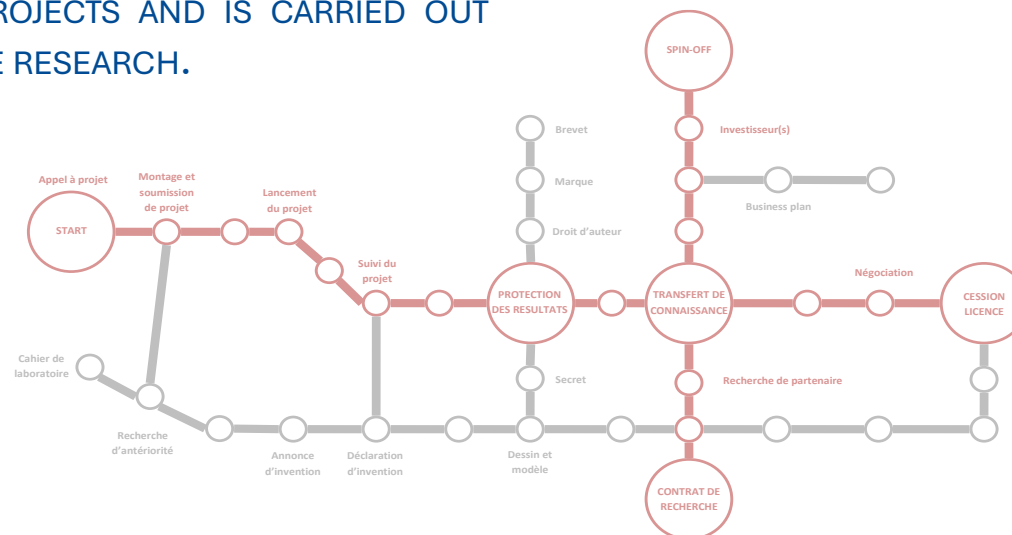 ROJECTS AND IS CARRIED OUT
E RESEARCH.
SPIN-OFF
Brevet
Investisseur(s)
Appel à projet
Montage et
soumission
de projet
Marque
Lancement
du projet
Business plan
START
Droit d'auteur
Suivi du
projet
Négociation
PROTECTION
DES RESULTATS
TRANSFERT DE
CONNAISSANCE
CESSION
LICENCE
Cahier de
laboratoire
Secret
Recherche de partenaire
Recherche
d'antériorité
Annonce
d'invention
Déclaration
d'invention
Dessin et
modèle
CONTRAT DE
RECHERCHE